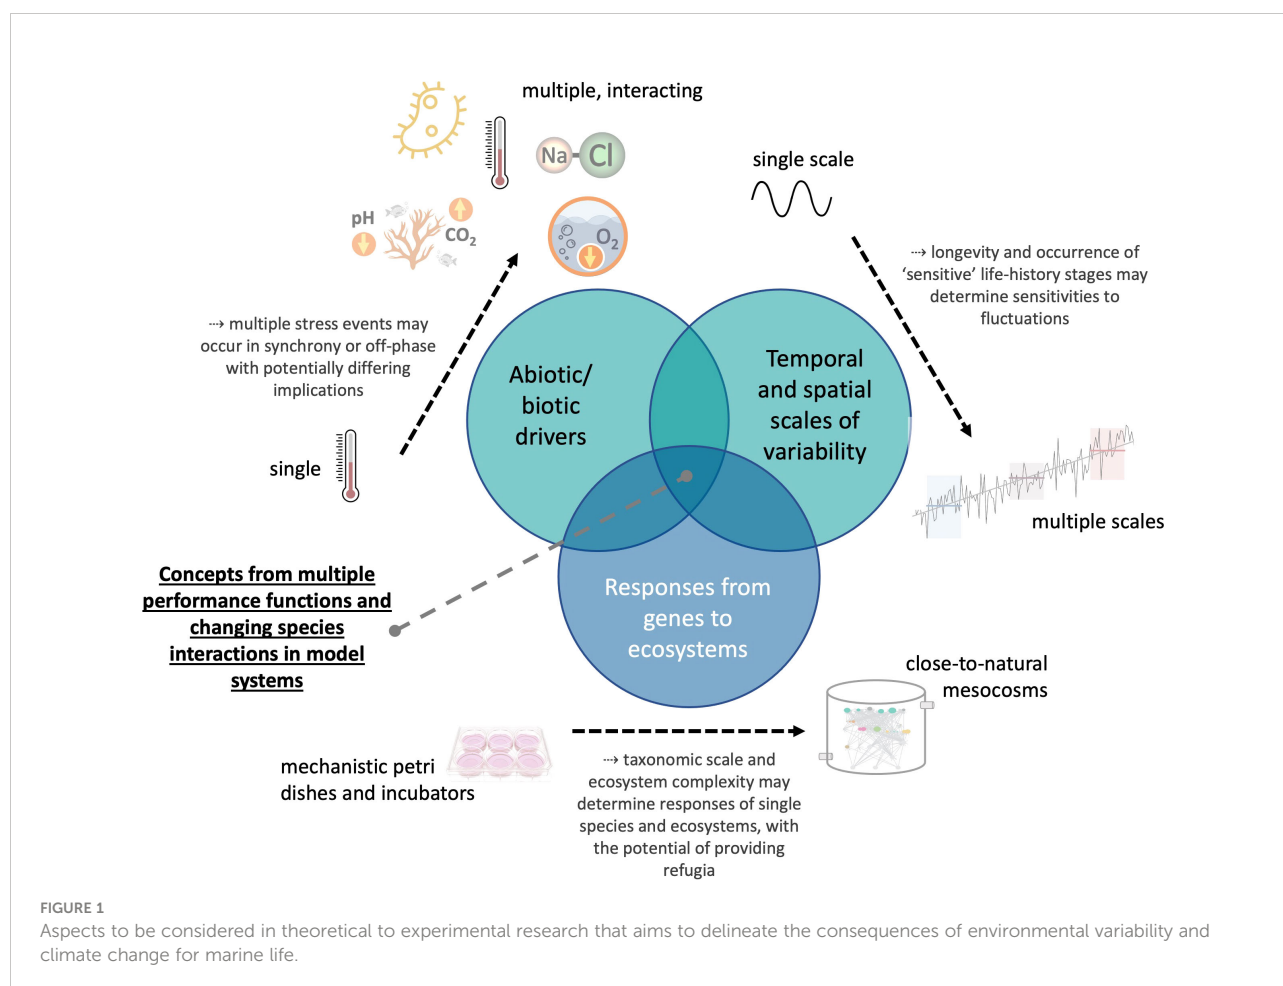 multiple, interacting
Na
Cl
pH
CO₂
O₂
single scale
⇢ longevity and occurrence of
‘sensitive’ life-history stages may
determine sensitivities to
fluctuations
⇢ multiple stress events may
occur in synchrony or off-phase
with potentially differing
implications
single
Abiotic/
biotic
drivers
Temporal
and spatial
scales of
variability
multiple scales
Concepts from multiple
performance functions and
changing species
interactions in model
systems
Responses from
genes to
ecosystems
close-to-natural
mesocosms
mechanistic petri
dishes and incubators
⇢ taxonomic scale and
ecosystem complexity may
determine responses of single
species and ecosystems, with
the potential of providing
refugia
FIGURE 1
Aspects to be considered in theoretical to experimental research that aims to delineate the consequences of environmental variability and
climate change for marine life.